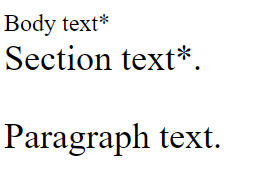 Body text*
Section text*.
Paragraph text.